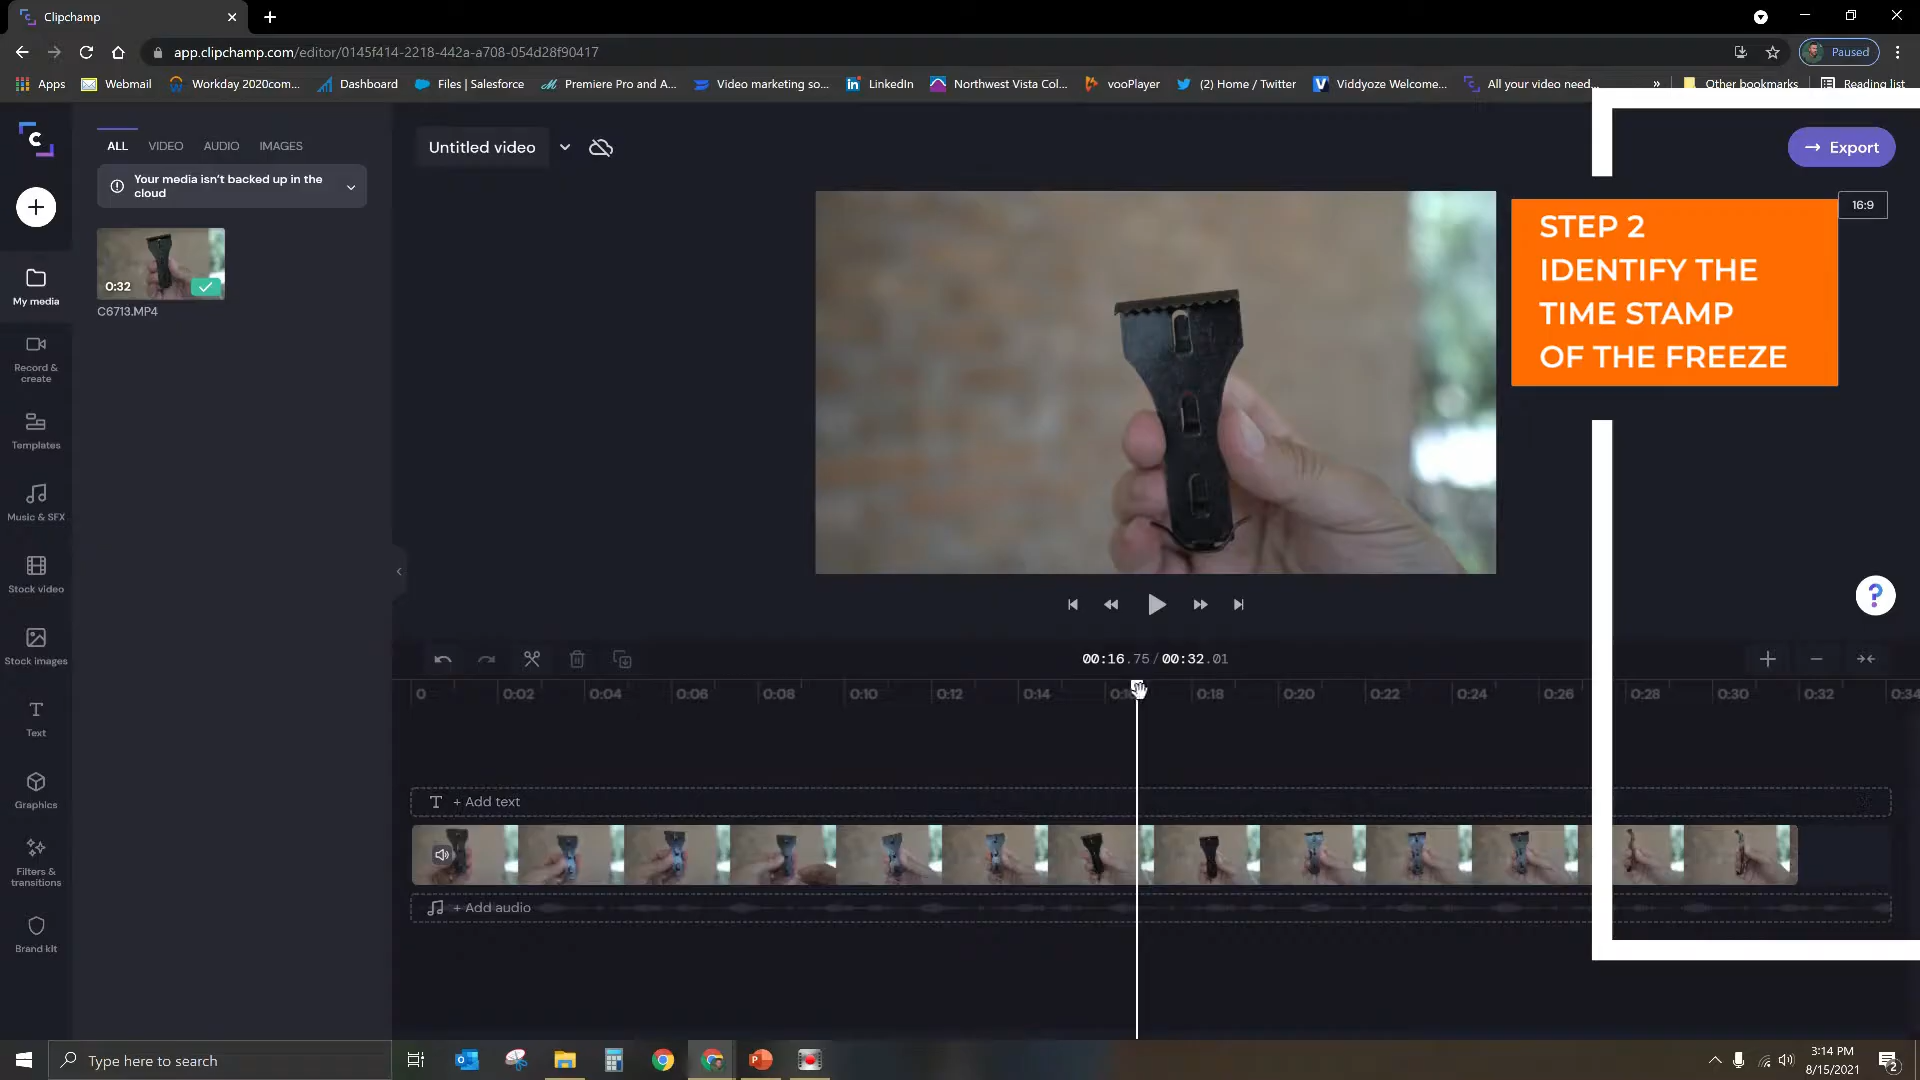 Clipchamp
app.clipchamp.com/editor/0145f414-2218-442a-a708-054d28f90417
Paused
Apps
Webmail
Workday 2020com...
Dashboard
Files | Salesforce
Premiere Pro and A...
Video marketing so...
LinkedIn
Northwest Vista Col...
vooPlayer
(2) Home / Twitter
Viddyoze Welcome...
All your video need...
»
Other bookmarks
Reading list
ALL
VIDEO
AUDIO
IMAGES
Your media isn't backed up in the
cloud
0:32
C6713.MP4
My media
Record &
create
Templates
Music & SFX
Stock video
Stock images
Text
Graphics
Filters &
transitions
Brand kit
Untitled video
Export
16:9
STEP 2
IDENTIFY THE
TIME STAMP
OF THE FREEZE
?
00:16.75 / 00:32.01
0 0:02 0:04 0:06 0:08 0:10 0:12 0:14 0:18 0:20 0:22 0:24 0:26 0:28 0:30 0:32 0:34
T + Add text
+ Add audio
Type here to search
3:14 PM
8/15/2021
2